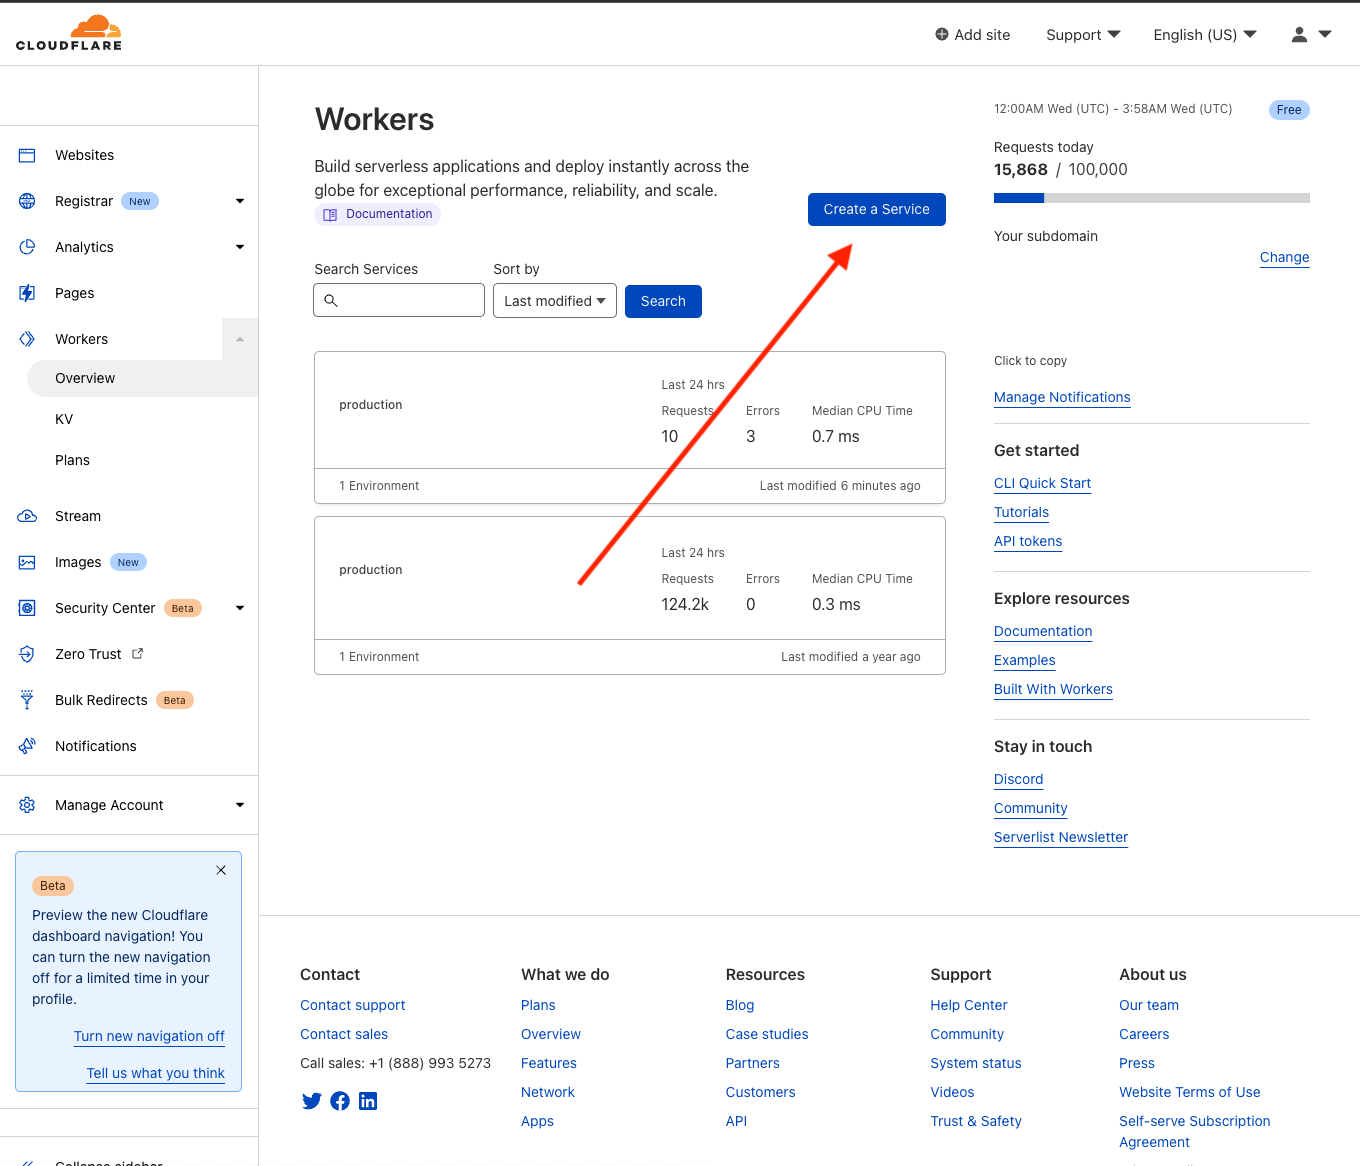 CLOUDFLARE
Add site
Support
English (US)
Websites
Registrar New
Analytics
Pages
Workers
Overview
KV
Plans
Stream
Images New
Security Center Beta
Zero Trust
Bulk Redirects Beta
Notifications
Manage Account
Beta
Preview the new Cloudflare
dashboard navigation! You
can turn the new navigation
off for a limited time in your
profile.
Turn new navigation off
Tell us what you think
Collapse sidebar
Workers
Build serverless applications and deploy instantly across the
globe for exceptional performance, reliability, and scale.
Documentation
Create a Service
Search Services
Sort by
Last modified
Search
production
Last 24 hrs
Requests Errors Median CPU Time
10 3 0.7 ms
1 Environment
Last modified 6 minutes ago
production
Last 24 hrs
Requests Errors Median CPU Time
124.2k 0 0.3 ms
1 Environment
Last modified a year ago
12:00AM Wed (UTC) - 3:58AM Wed (UTC)
Free
Requests today
15,868 / 100,000
Your subdomain
Change
Click to copy
Manage Notifications
Get started
CLI Quick Start
Tutorials
API tokens
Explore resources
Documentation
Examples
Built With Workers
Stay in touch
Discord
Community
Serverlist Newsletter
Contact
Contact support
Contact sales
Call sales: +1 (888) 993 5273
What we do
Plans
Overview
Features
Network
Apps
Resources
Blog
Case studies
Partners
Customers
API
Support
Help Center
Community
System status
Videos
Trust & Safety
About us
Our team
Careers
Press
Website Terms of Use
Self-serve Subscription
Agreement